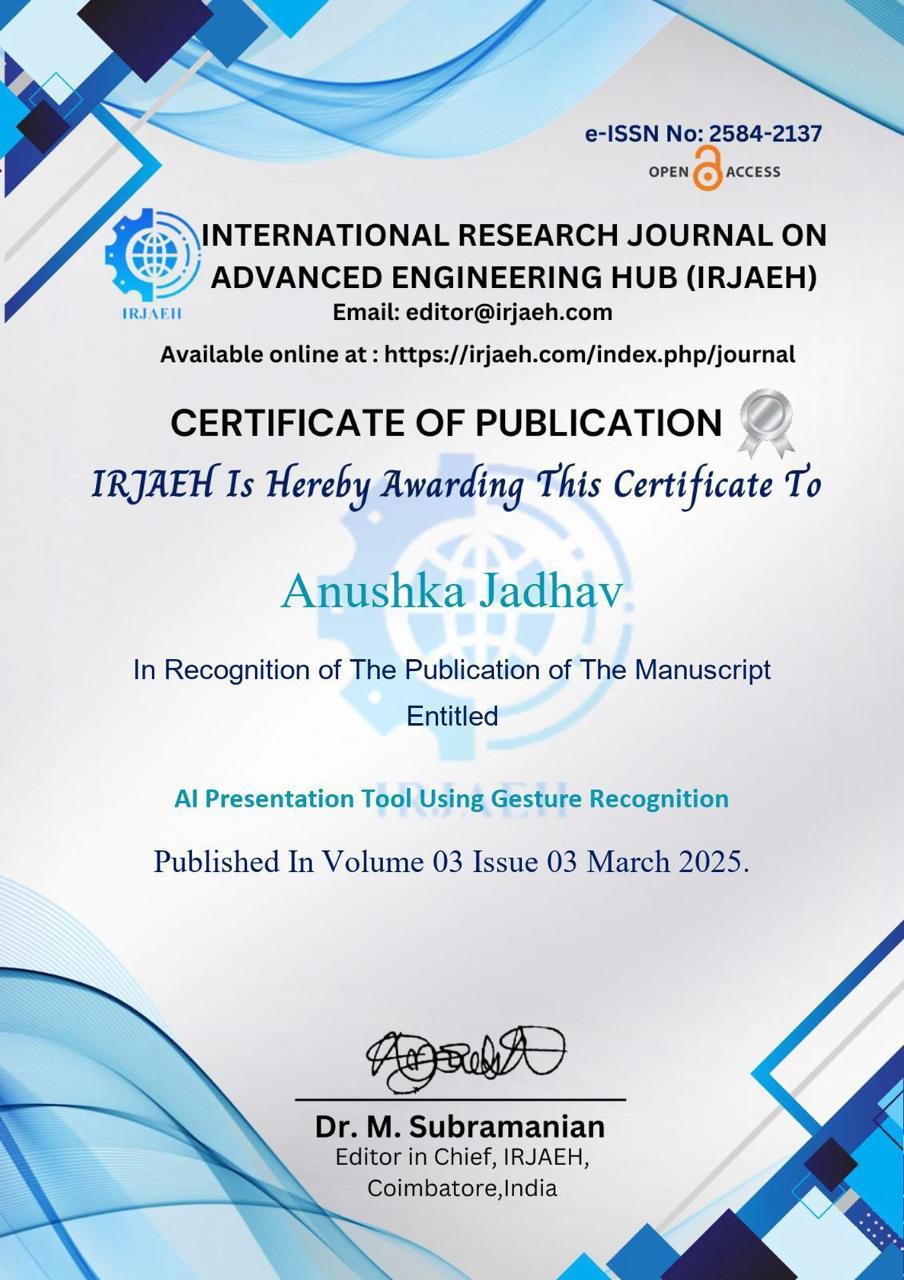 e-ISSN No: 2584-2137
OPEN ACCESS
INTERNATIONAL RESEARCH JOURNAL ON
ADVANCED ENGINEERING HUB (IRJAEH)
IRJAEH
Email: editor@irjaeh.com
Available online at : https://irjaeh.com/index.php/journal
CERTIFICATE OF PUBLICATION
IRJAEH Is Hereby Awarding This Certificate To
Anushka Jadhav
In Recognition of The Publication of The Manuscript
Entitled
IRJAEH
AI Presentation Tool Using Gesture Recognition
Published In Volume 03 Issue 03 March 2025.
Dr. M. Subramanian
Editor in Chief, IRJAEH,
Coimbatore,India